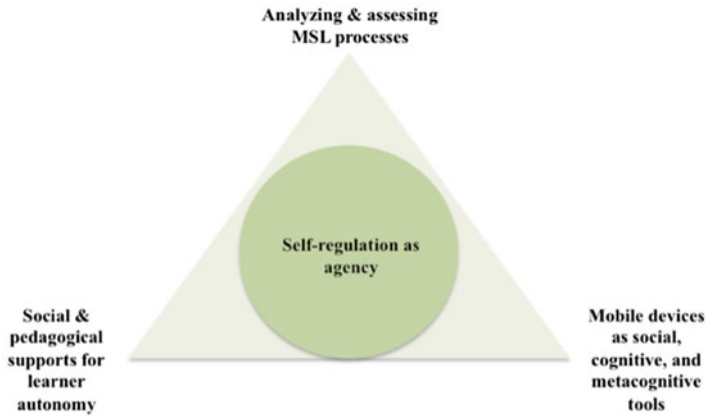 Analyzing & assessing
MSL processes
Self-regulation as
agency
Social &
pedagogical
supports for
learner
autonomy
Mobile devices
as social,
cognitive, and
metacognitive
tools